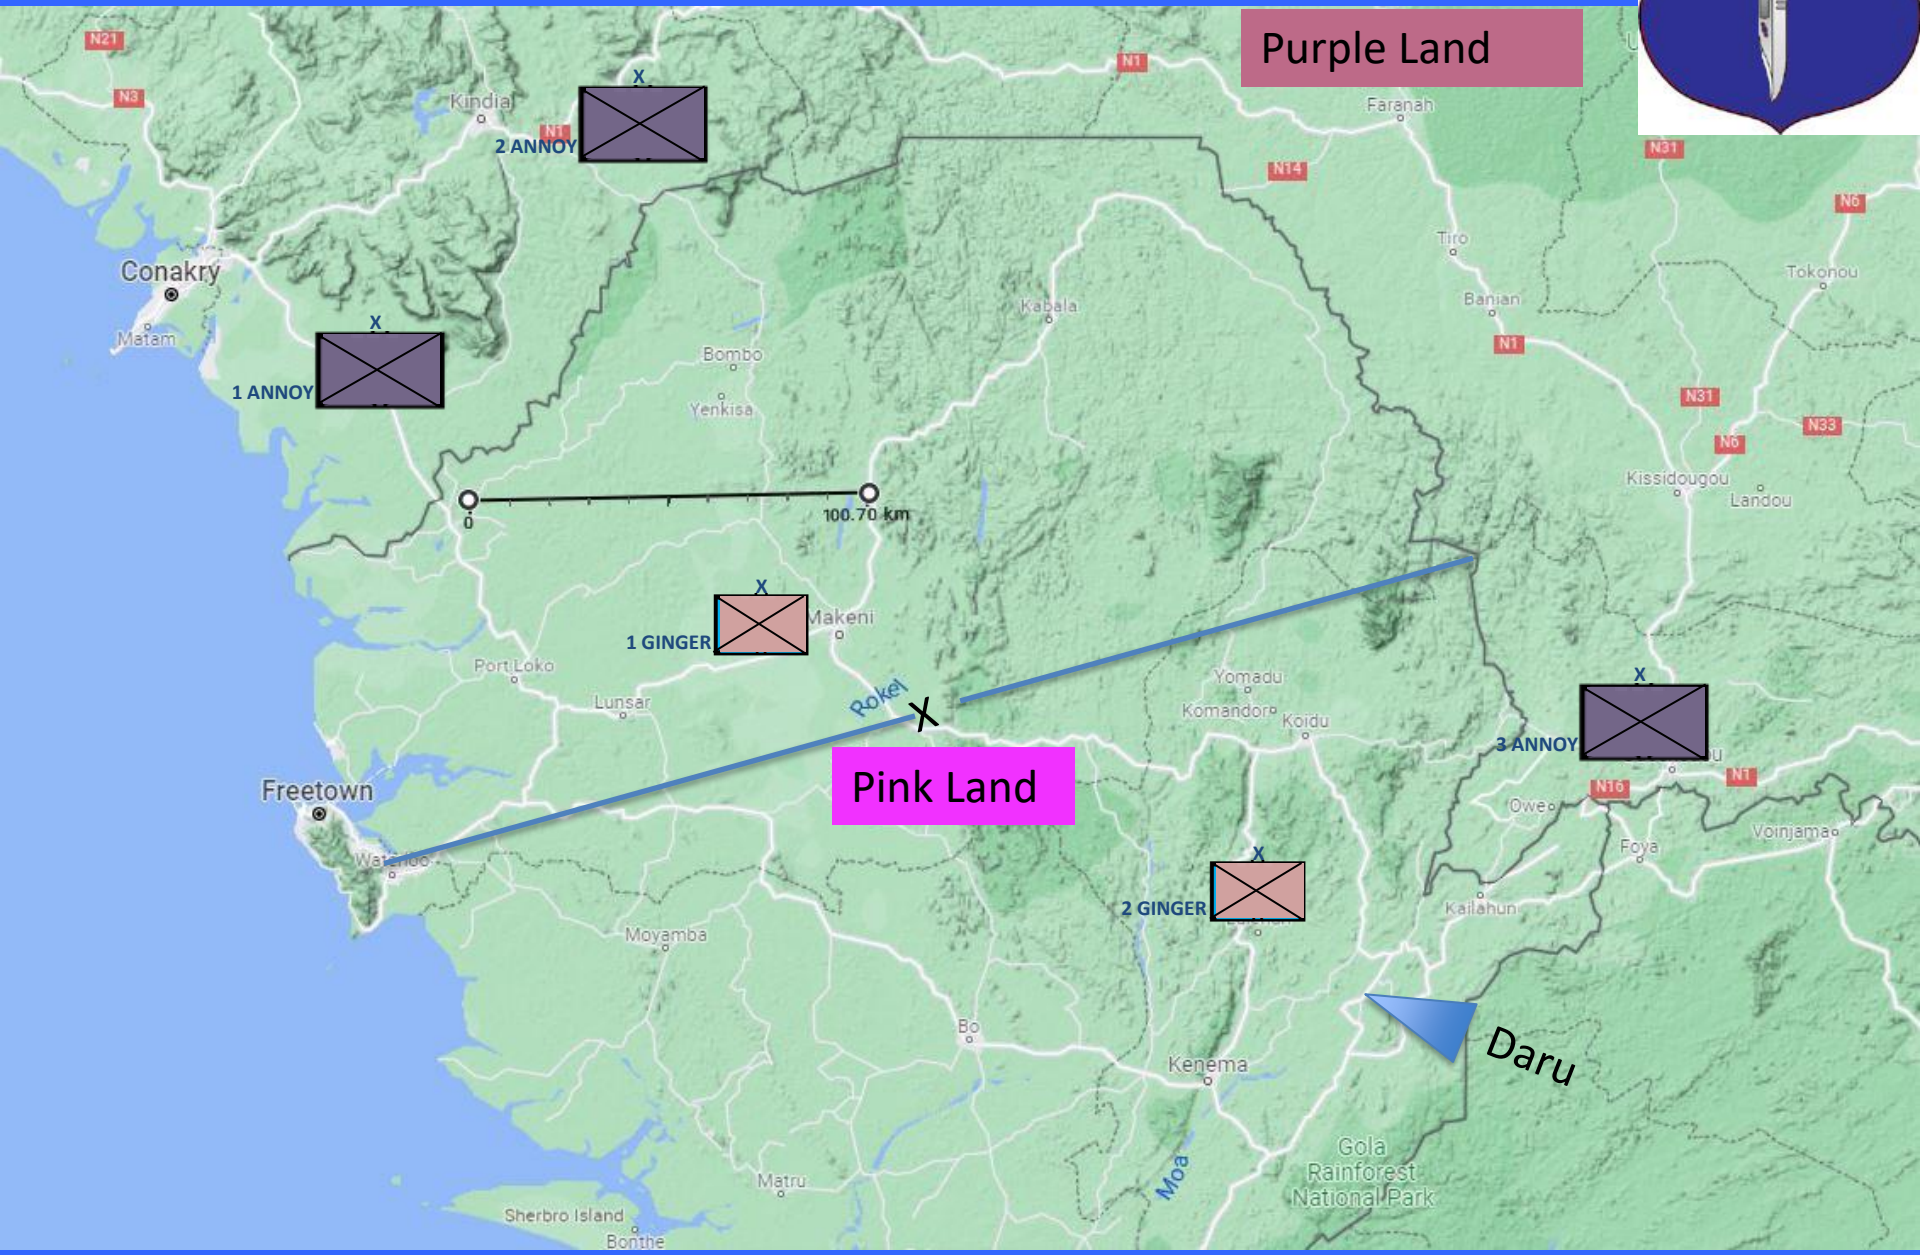 Purple Land
N21
N1
N3
Kindia
X
N1
2 ANNOY
Faranah
N31
N14
N6
Tiro
Conakry
Tokonou
Banian
Kabala
X
Matam
N1
Bombo
1 ANNOY
N31
Yenkisa
N33
N6
Kissidougou
Landou
0
100.70 km
X
Makeni
1 GINGER
Port Loko
Yomadu
X
Rokel
Lunsar
Komandor
Koidu
X
3 ANNOY
N1
N16
Pink Land
Freetown
Owe
Voinjama
Foya
Waterloo
X
2 GINGER
Kailahun
Moyamba
Bo
Daru
Kenema
Gola
Rainforest
National Park
Moa
Matru
Sherbro Island
Bonthe